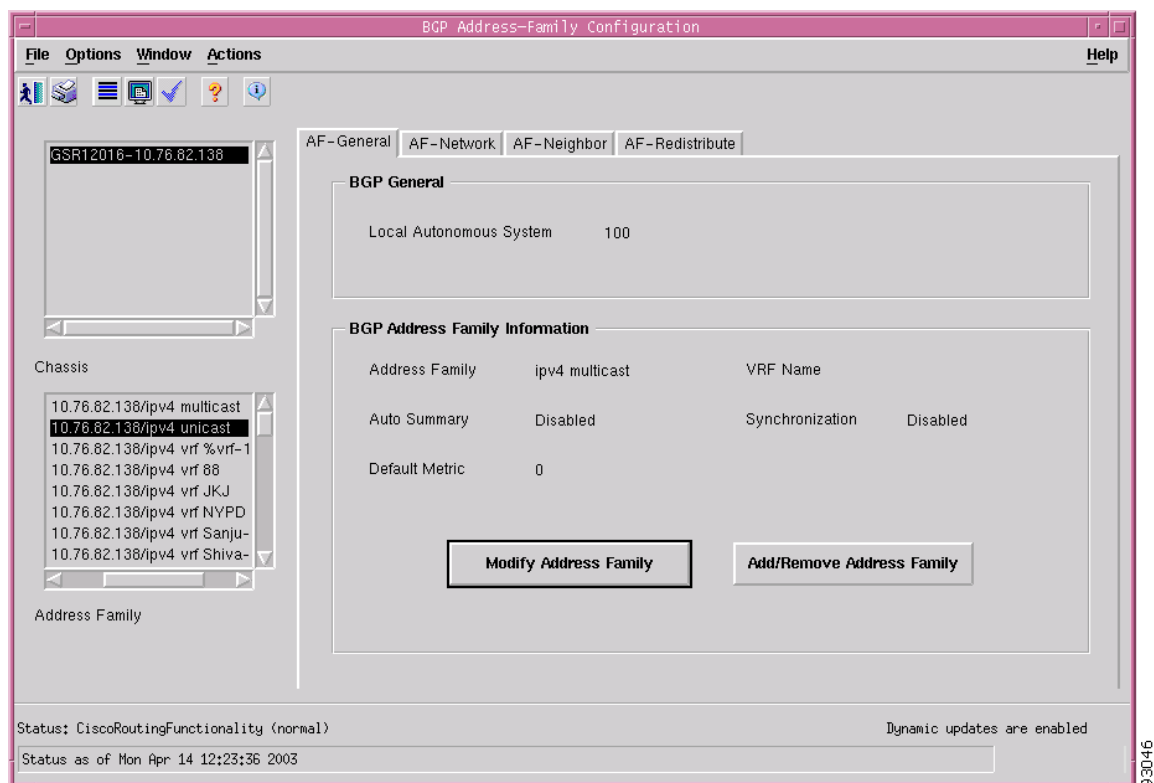 BGP Address-Family Configuration
File Options Window Actions Help
GSR12016-10.76.82.138
Chassis
10.76.82.138/ipv4 multicast
10.76.82.138/ipv4 unicast
10.76.82.138/ipv4 vrf %vrf-1
10.76.82.138/ipv4 vrf 88
10.76.82.138/ipv4 vrf JKJ
10.76.82.138/ipv4 vrf NYPD
10.76.82.138/ipv4 vrf Sanju-
10.76.82.138/ipv4 vrf Shiva-
Address Family
AF-General AF-Network AF-Neighbor AF-Redistribute
BGP General
Local Autonomous System 100
BGP Address Family Information
Address Family ipv4 multicast VRF Name
Auto Summary Disabled Synchronization Disabled
Default Metric 0
Modify Address Family Add/Remove Address Family
Status: CiscoRoutingFunctionality (normal) Dynamic updates are enabled
Status as of Mon Apr 14 12:23:36 2003
93046